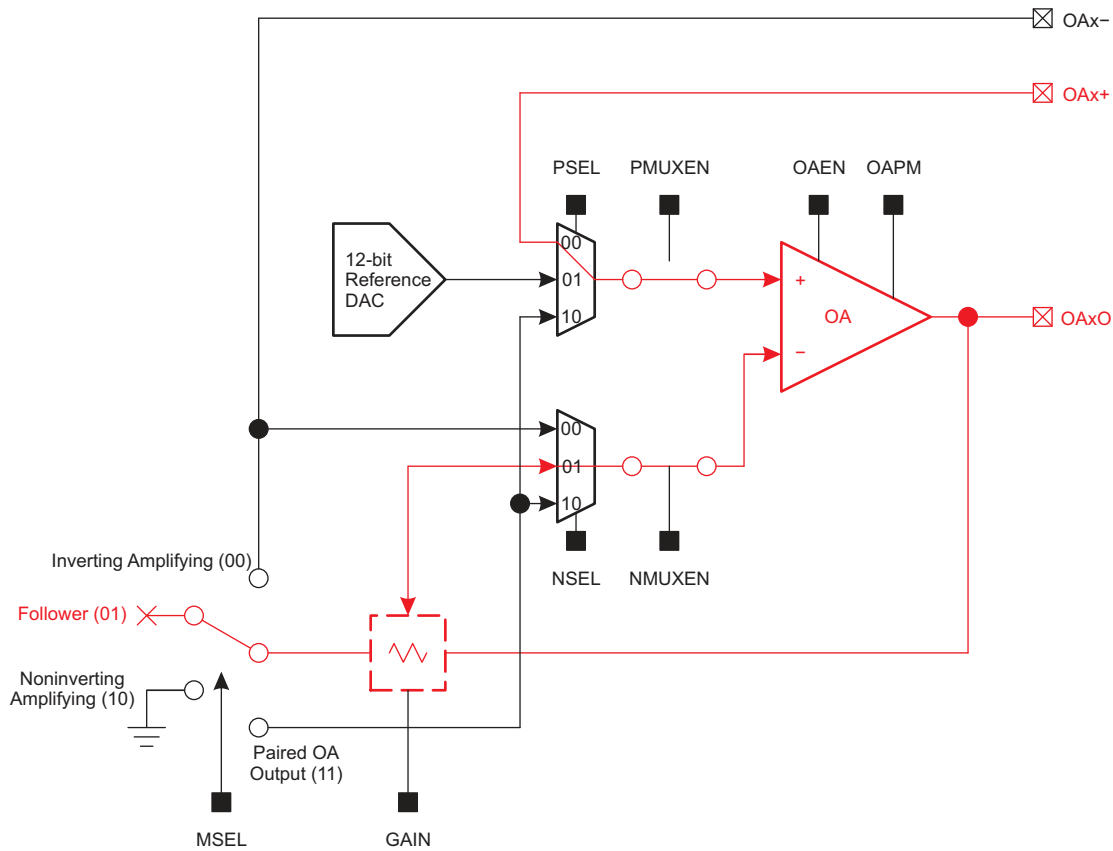 OAx−
OAx+
PSEL
PMUXEN
OAEN
OAPM
12-bit
Reference
DAC
00
01
10
+
OA
−
OAxO
00
01
10
Inverting Amplifying (00)
NSEL
NMUXEN
Follower (01)
Noninverting
Amplifying (10)
Paired OA
Output (11)
MSEL
GAIN